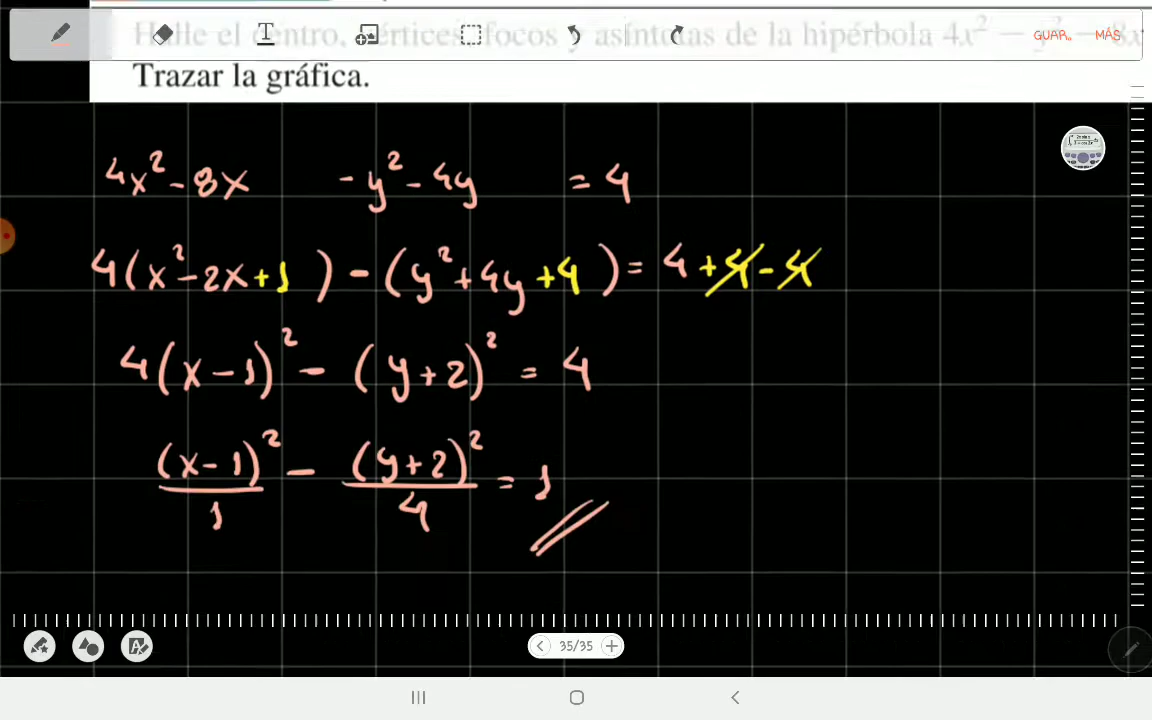 Halle el centro, vértices, focos y asíntotas de la hipérbola 4x² − y² − 8x
GUAR. MÁS
Trazar la gráfica.
4x² - 8x - y² - 4y = 4
4(x² - 2x + 1) - (y² + 4y + 4) = 4 + 4 - 4
4(x - 1)² - (y + 2)² = 4
(x - 1)²/1 - (y + 2)²/4 = 1
35/35